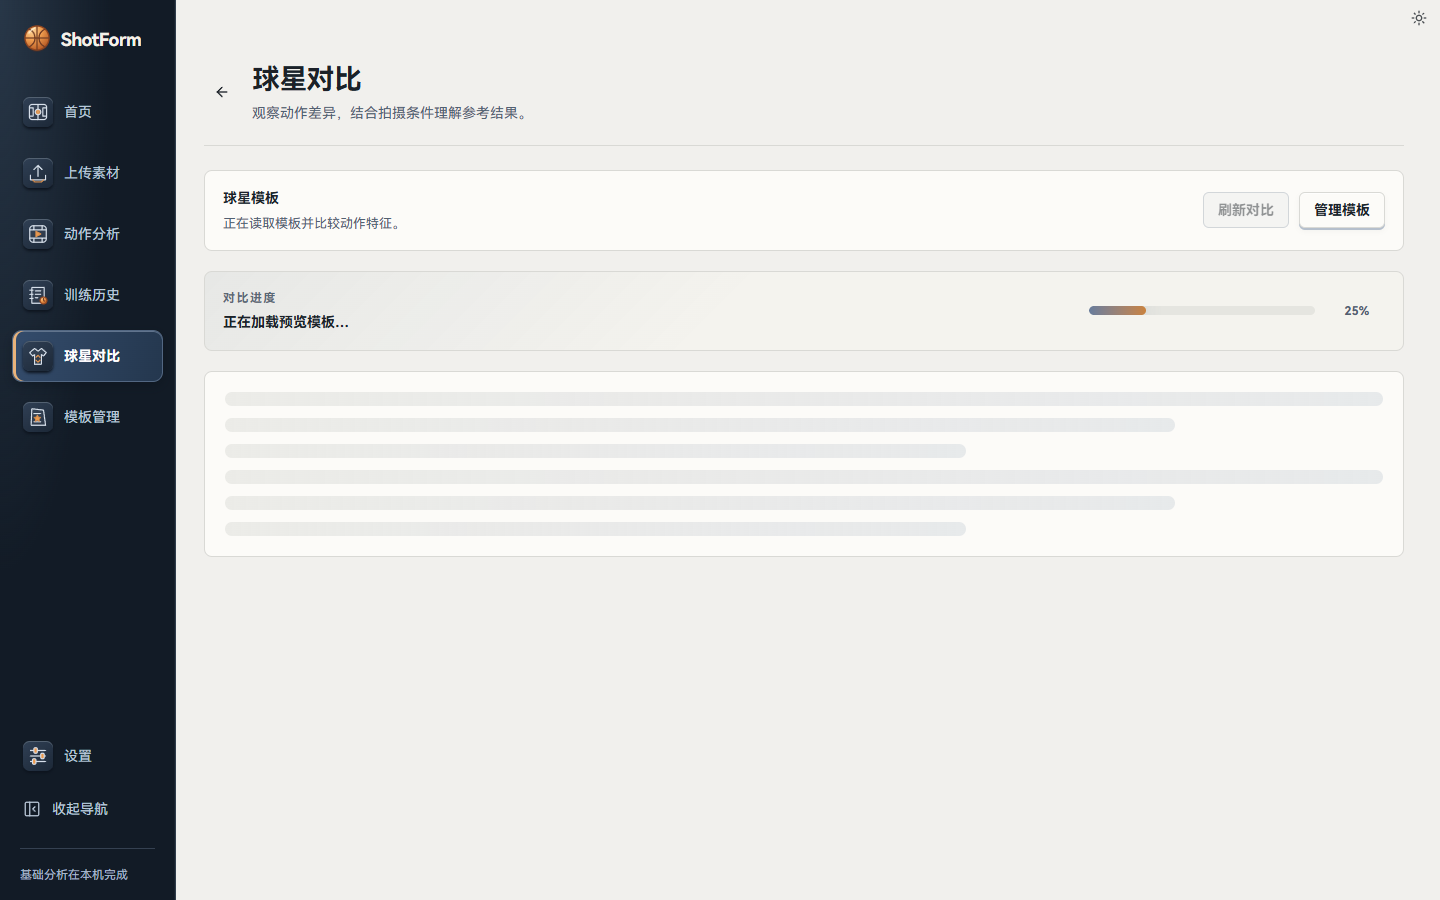 ShotForm
首页
上传素材
动作分析
训练历史
球星对比
模板管理
设置
收起导航
基础分析在本机完成
球星对比
观察动作差异，结合拍摄条件理解参考结果。
球星模板
正在读取模板并比较动作特征。
刷新对比
管理模板
对比进度
正在加载预览模板...
25%